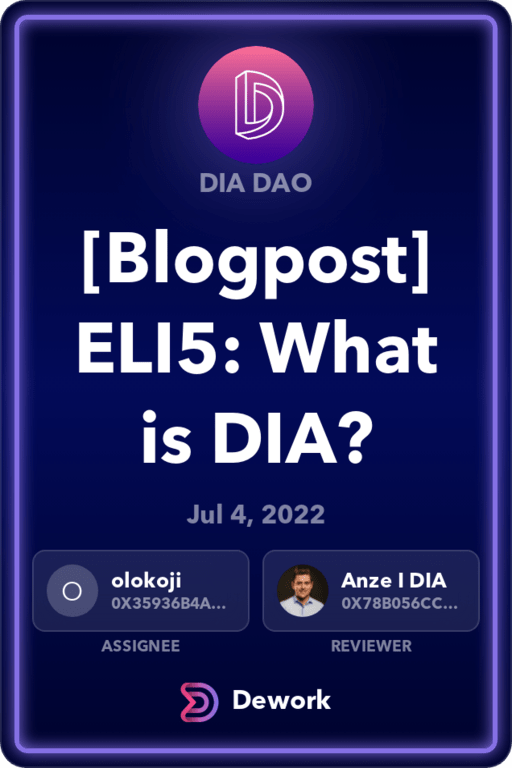 DIA DAO
[Blogpost]
ELI5: What
is DIA?
Jul 4, 2022
O
olokoji
0X35936B4A...
ASSIGNEE
Anze I DIA
0X78B056CC...
REVIEWER
Dework